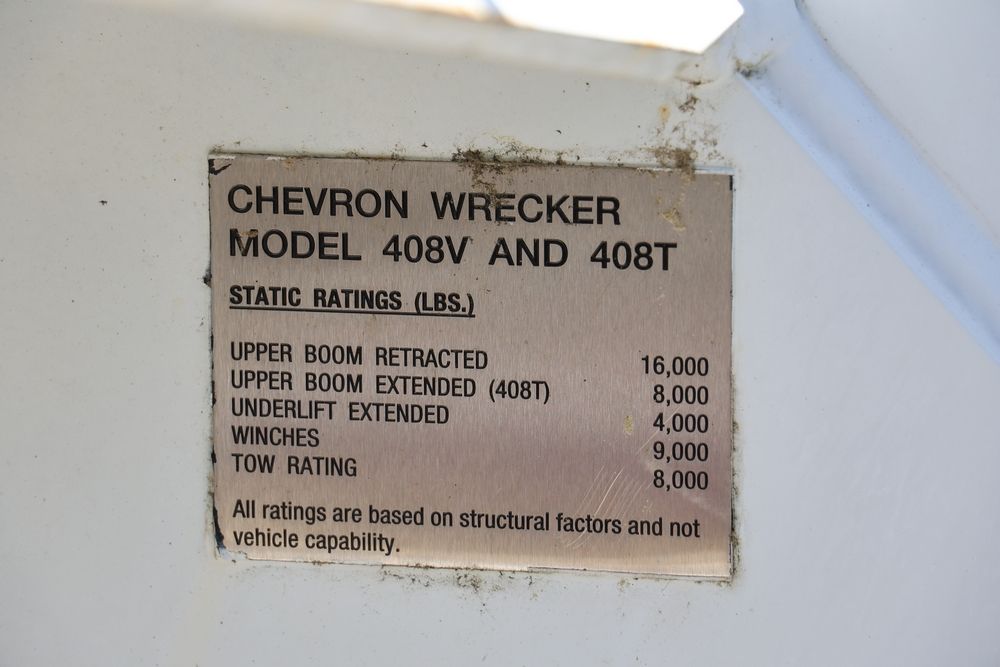 CHEVRON WRECKER
MODEL 408V AND 408T
STATIC RATINGS (LBS.)
UPPER BOOM RETRACTED 16,000
UPPER BOOM EXTENDED (408T) 8,000
UNDERLIFT EXTENDED 4,000
WINCHES 9,000
TOW RATING 8,000
All ratings are based on structural factors and not
vehicle capability.